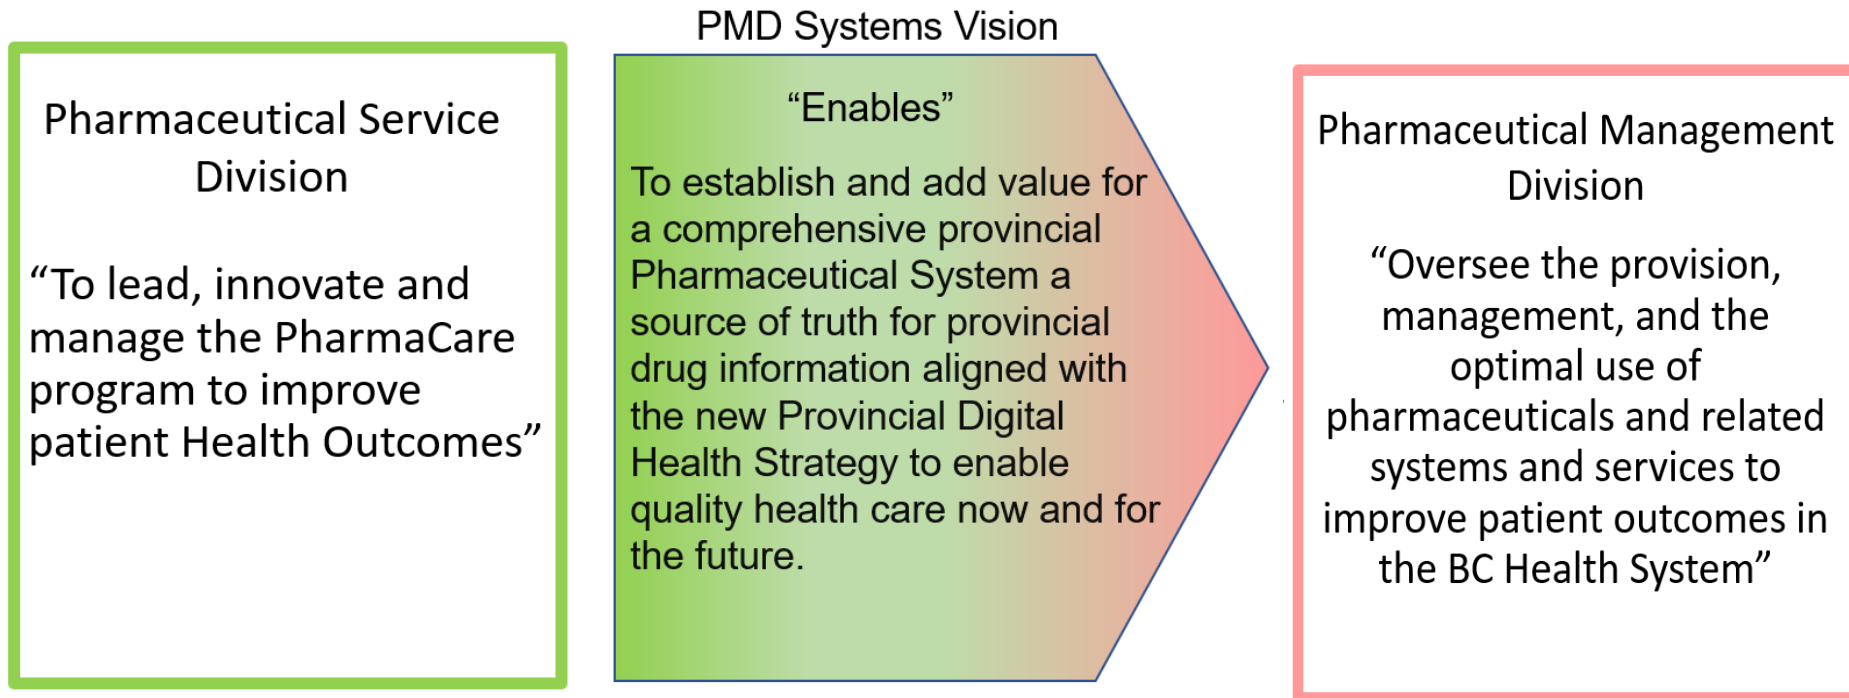 Pharmaceutical Service
Division
“To lead, innovate and
manage the PharmaCare
program to improve
patient Health Outcomes”
PMD Systems Vision
“Enables”
To establish and add value for
a comprehensive provincial
Pharmaceutical System a
source of truth for provincial
drug information aligned with
the new Provincial Digital
Health Strategy to enable
quality health care now and for
the future.
Pharmaceutical Management
Division
“Oversee the provision,
management, and the
optimal use of
pharmaceuticals and related
systems and services to
improve patient outcomes in
the BC Health System”